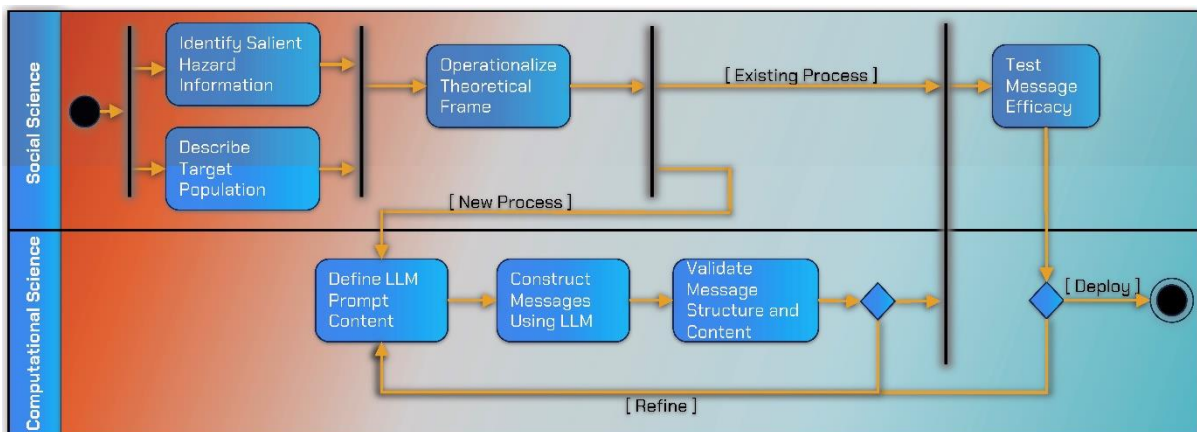 Social Science
Identify Salient
Hazard
Information
Describe
Target
Population
Operationalize
Theoretical
Frame
[ Existing Process ]
Test
Message
Efficacy
[ New Process ]
Computational Science
Define LLM
Prompt
Content
Construct
Messages
Using LLM
Validate
Message
Structure and
Content
[ Deploy ]
[ Refine ]